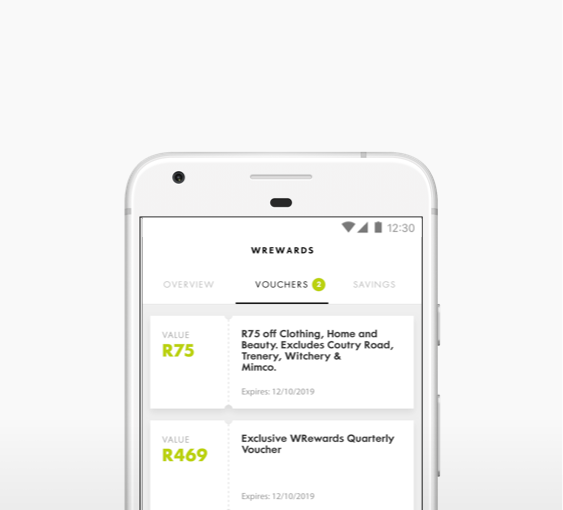 12:30
WREWARDS
OVERVIEW VOUCHERS 2 SAVINGS
VALUE
R75
R75 off Clothing, Home and
Beauty. Excludes Coutry Road,
Trenery, Witchery &
Mimco.
Expires: 12/10/2019
VALUE
R469
Exclusive WRewards Quarterly
Voucher
Expires: 12/10/2019